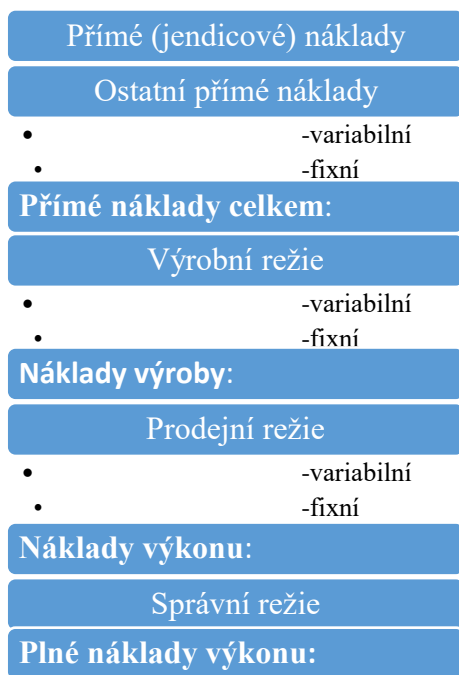 Přímé (jendicové) náklady
Ostatní přímé náklady
• -variabilní
• -fixní
Přímé náklady celkem:
Výrobní režie
• -variabilní
• -fixní
Náklady výroby:
Prodejní režie
• -variabilní
• -fixní
Náklady výkonu:
Správní režie
Plné náklady výkonu: